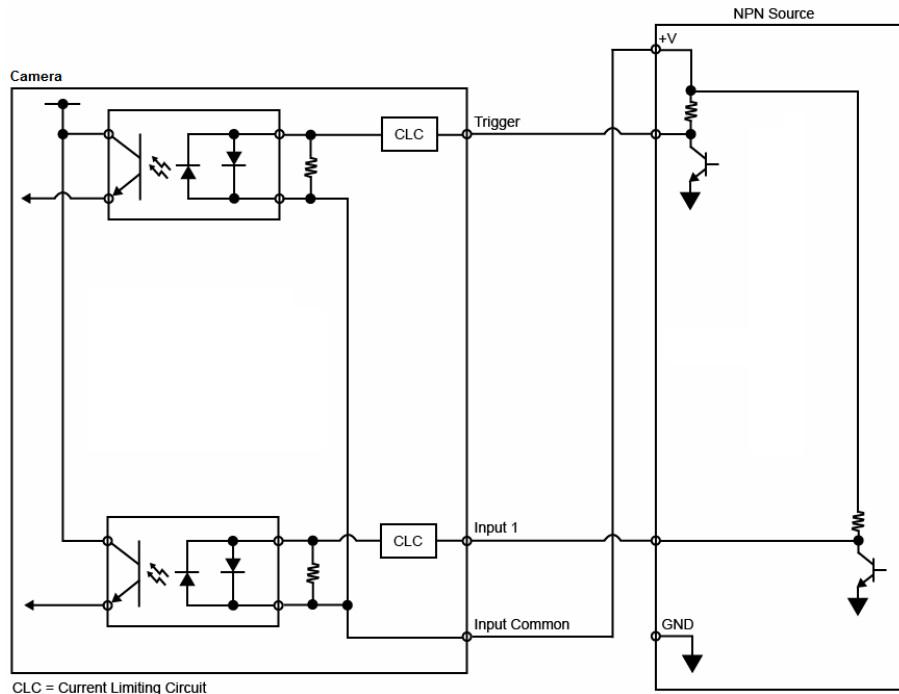 NPN Source
+V
Camera
CLC
Trigger
CLC
Input 1
Input Common
GND
CLC = Current Limiting Circuit